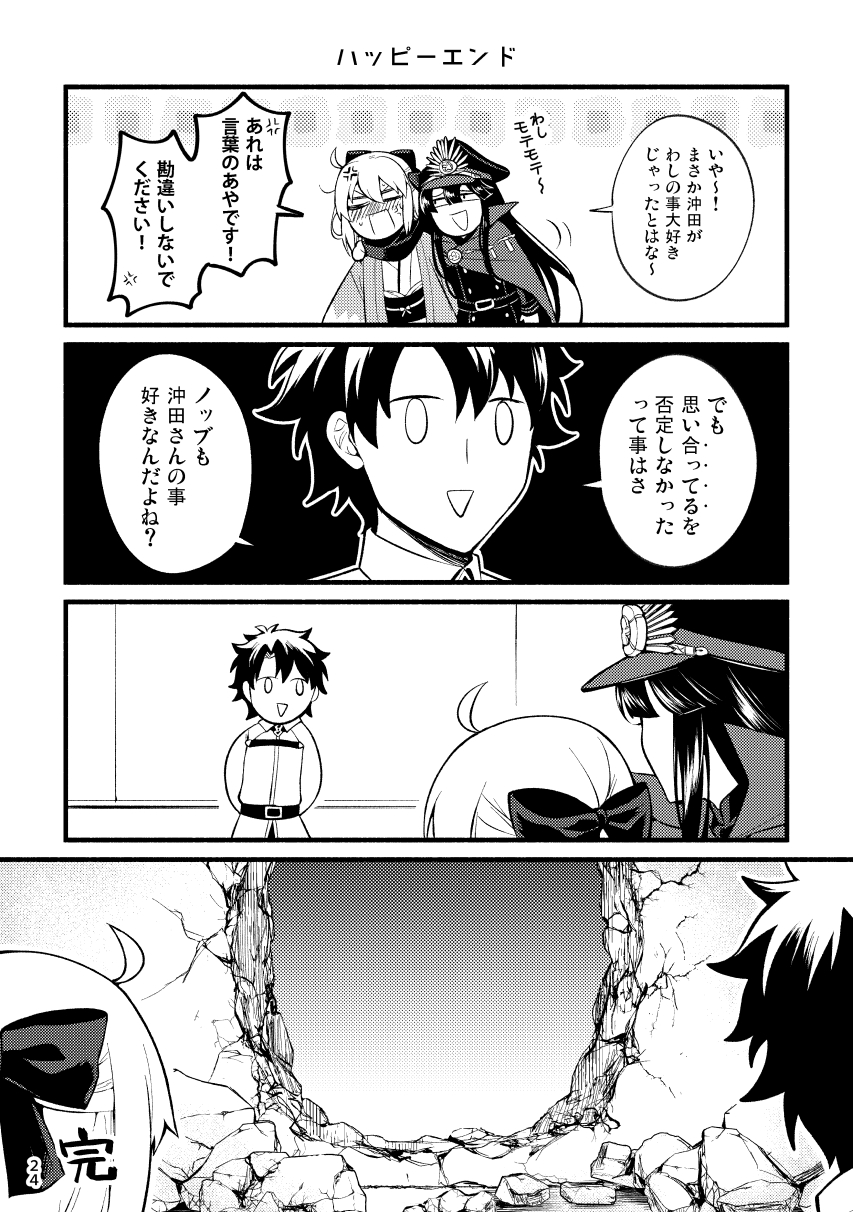 ハッピーエンド
いや〜！
まさか沖田が
わしの事大好き
じゃったとはな〜
わし
モテモテ〜
あれは
言葉のあやです！
勘違いしないで
ください！
でも
思い合ってるを
否定しなかった
って事はさ
ノッブも
沖田さんの事
好きなんだよね？
完
24